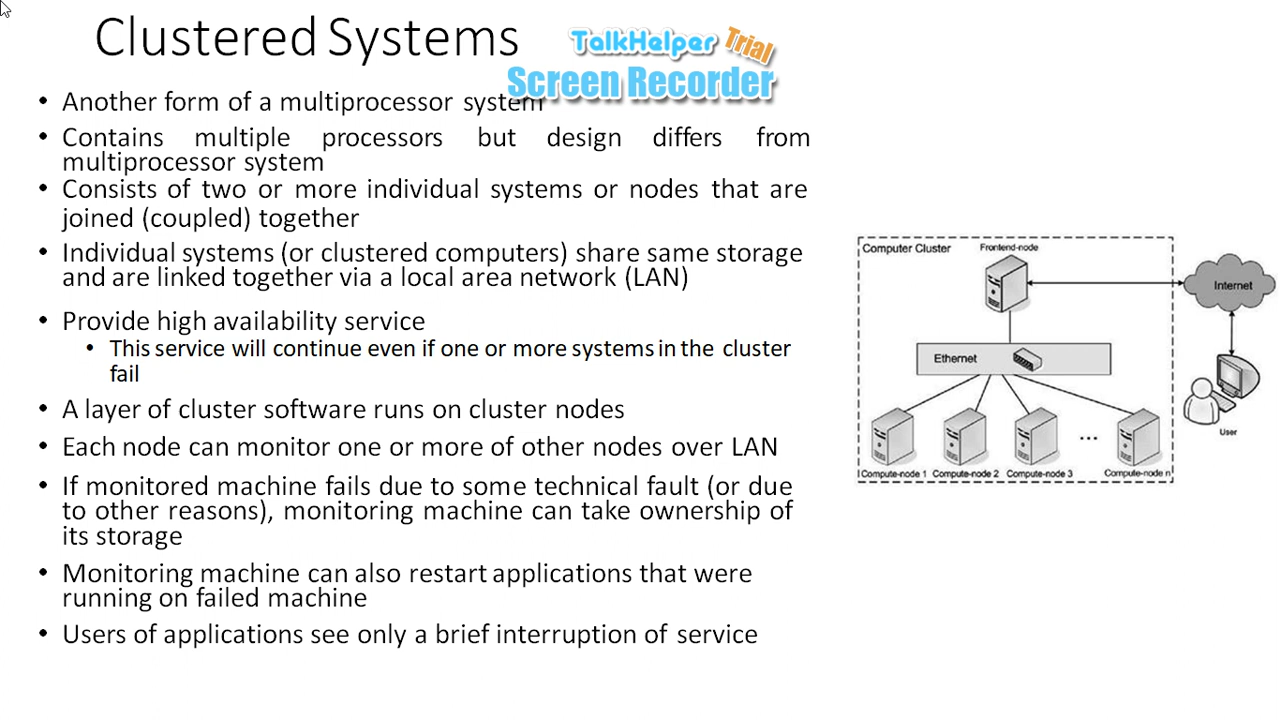 Clustered Systems
TalkHelper Trial
Screen Recorder
• Another form of a multiprocessor system
• Contains multiple processors but design differs from
multiprocessor system
• Consists of two or more individual systems or nodes that are
joined (coupled) together
• Individual systems (or clustered computers) share same storage
and are linked together via a local area network (LAN)
• Provide high availability service
• This service will continue even if one or more systems in the cluster
fail
• A layer of cluster software runs on cluster nodes
• Each node can monitor one or more of other nodes over LAN
• If monitored machine fails due to some technical fault (or due
to other reasons), monitoring machine can take ownership of
its storage
• Monitoring machine can also restart applications that were
running on failed machine
• Users of applications see only a brief interruption of service
Computer Cluster
Frontend-node
Internet
Ethernet
User
...
Compute-node 1
Compute-node 2
Compute-node 3
Compute-node n